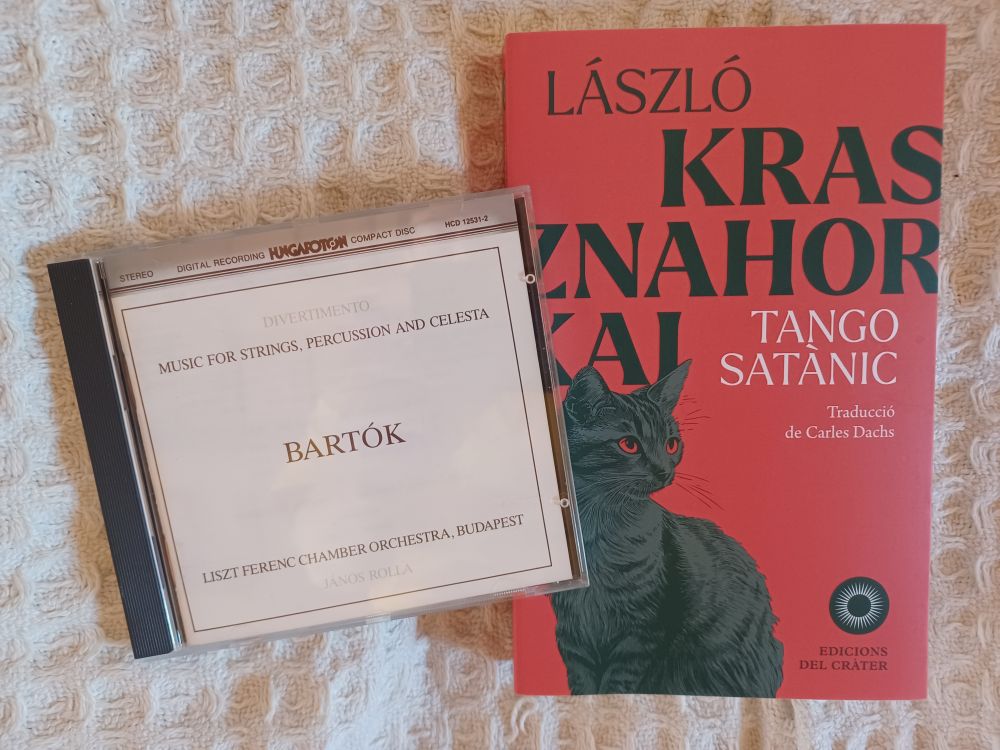 STEREO DIGITAL RECORDING HUNGAROTON COMPACT DISC HCD 12531-2
DIVERTIMENTO
MUSIC FOR STRINGS, PERCUSSION AND CELESTA
BARTÓK
LISZT FERENC CHAMBER ORCHESTRA, BUDAPEST
JÁNOS ROLLA
LÁSZLÓ
KRAS
ZNAHOR
KAI
TANGO
SATÀNIC
Traducció
de Carles Dachs
EDICIONS
DEL CRÀTER